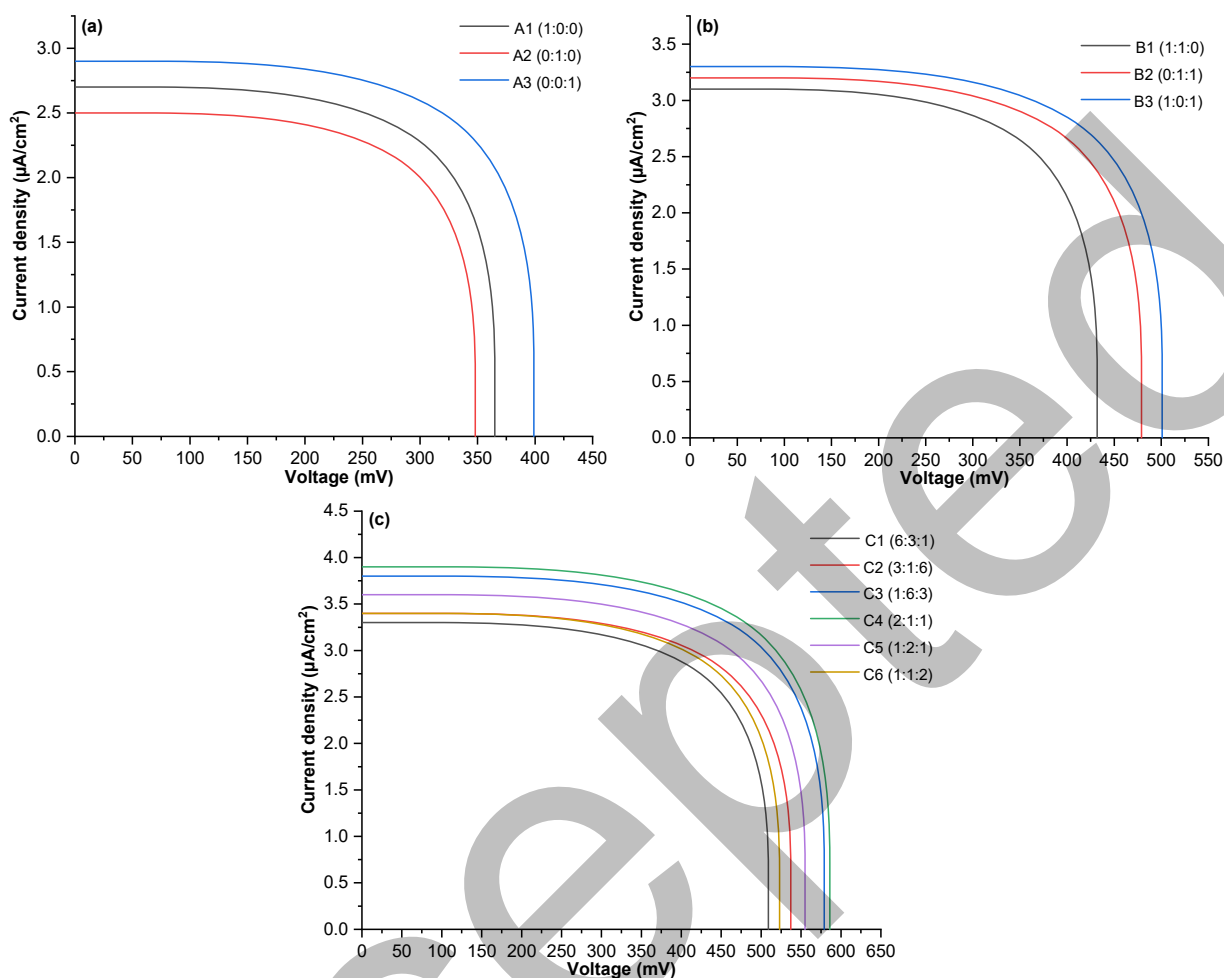 (a)
A1 (1:0:0)
A2 (0:1:0)
A3 (0:0:1)
Current density (µA/cm²)
3.0
2.5
2.0
1.5
1.0
0.5
0.0
0 50 100 150 200 250 300 350 400 450
Voltage (mV)
(b)
B1 (1:1:0)
B2 (0:1:1)
B3 (1:0:1)
Current density (µA/cm²)
3.5
3.0
2.5
2.0
1.5
1.0
0.5
0.0
0 50 100 150 200 250 300 350 400 450 500 550
Voltage (mV)
(c)
C1 (6:3:1)
C2 (3:1:6)
C3 (1:6:3)
C4 (2:1:1)
C5 (1:2:1)
C6 (1:1:2)
Current density (µA/cm²)
4.5
4.0
3.5
3.0
2.5
2.0
1.5
1.0
0.5
0.0
0 50 100 150 200 250 300 350 400 450 500 550 600 650
Voltage (mV)
epted